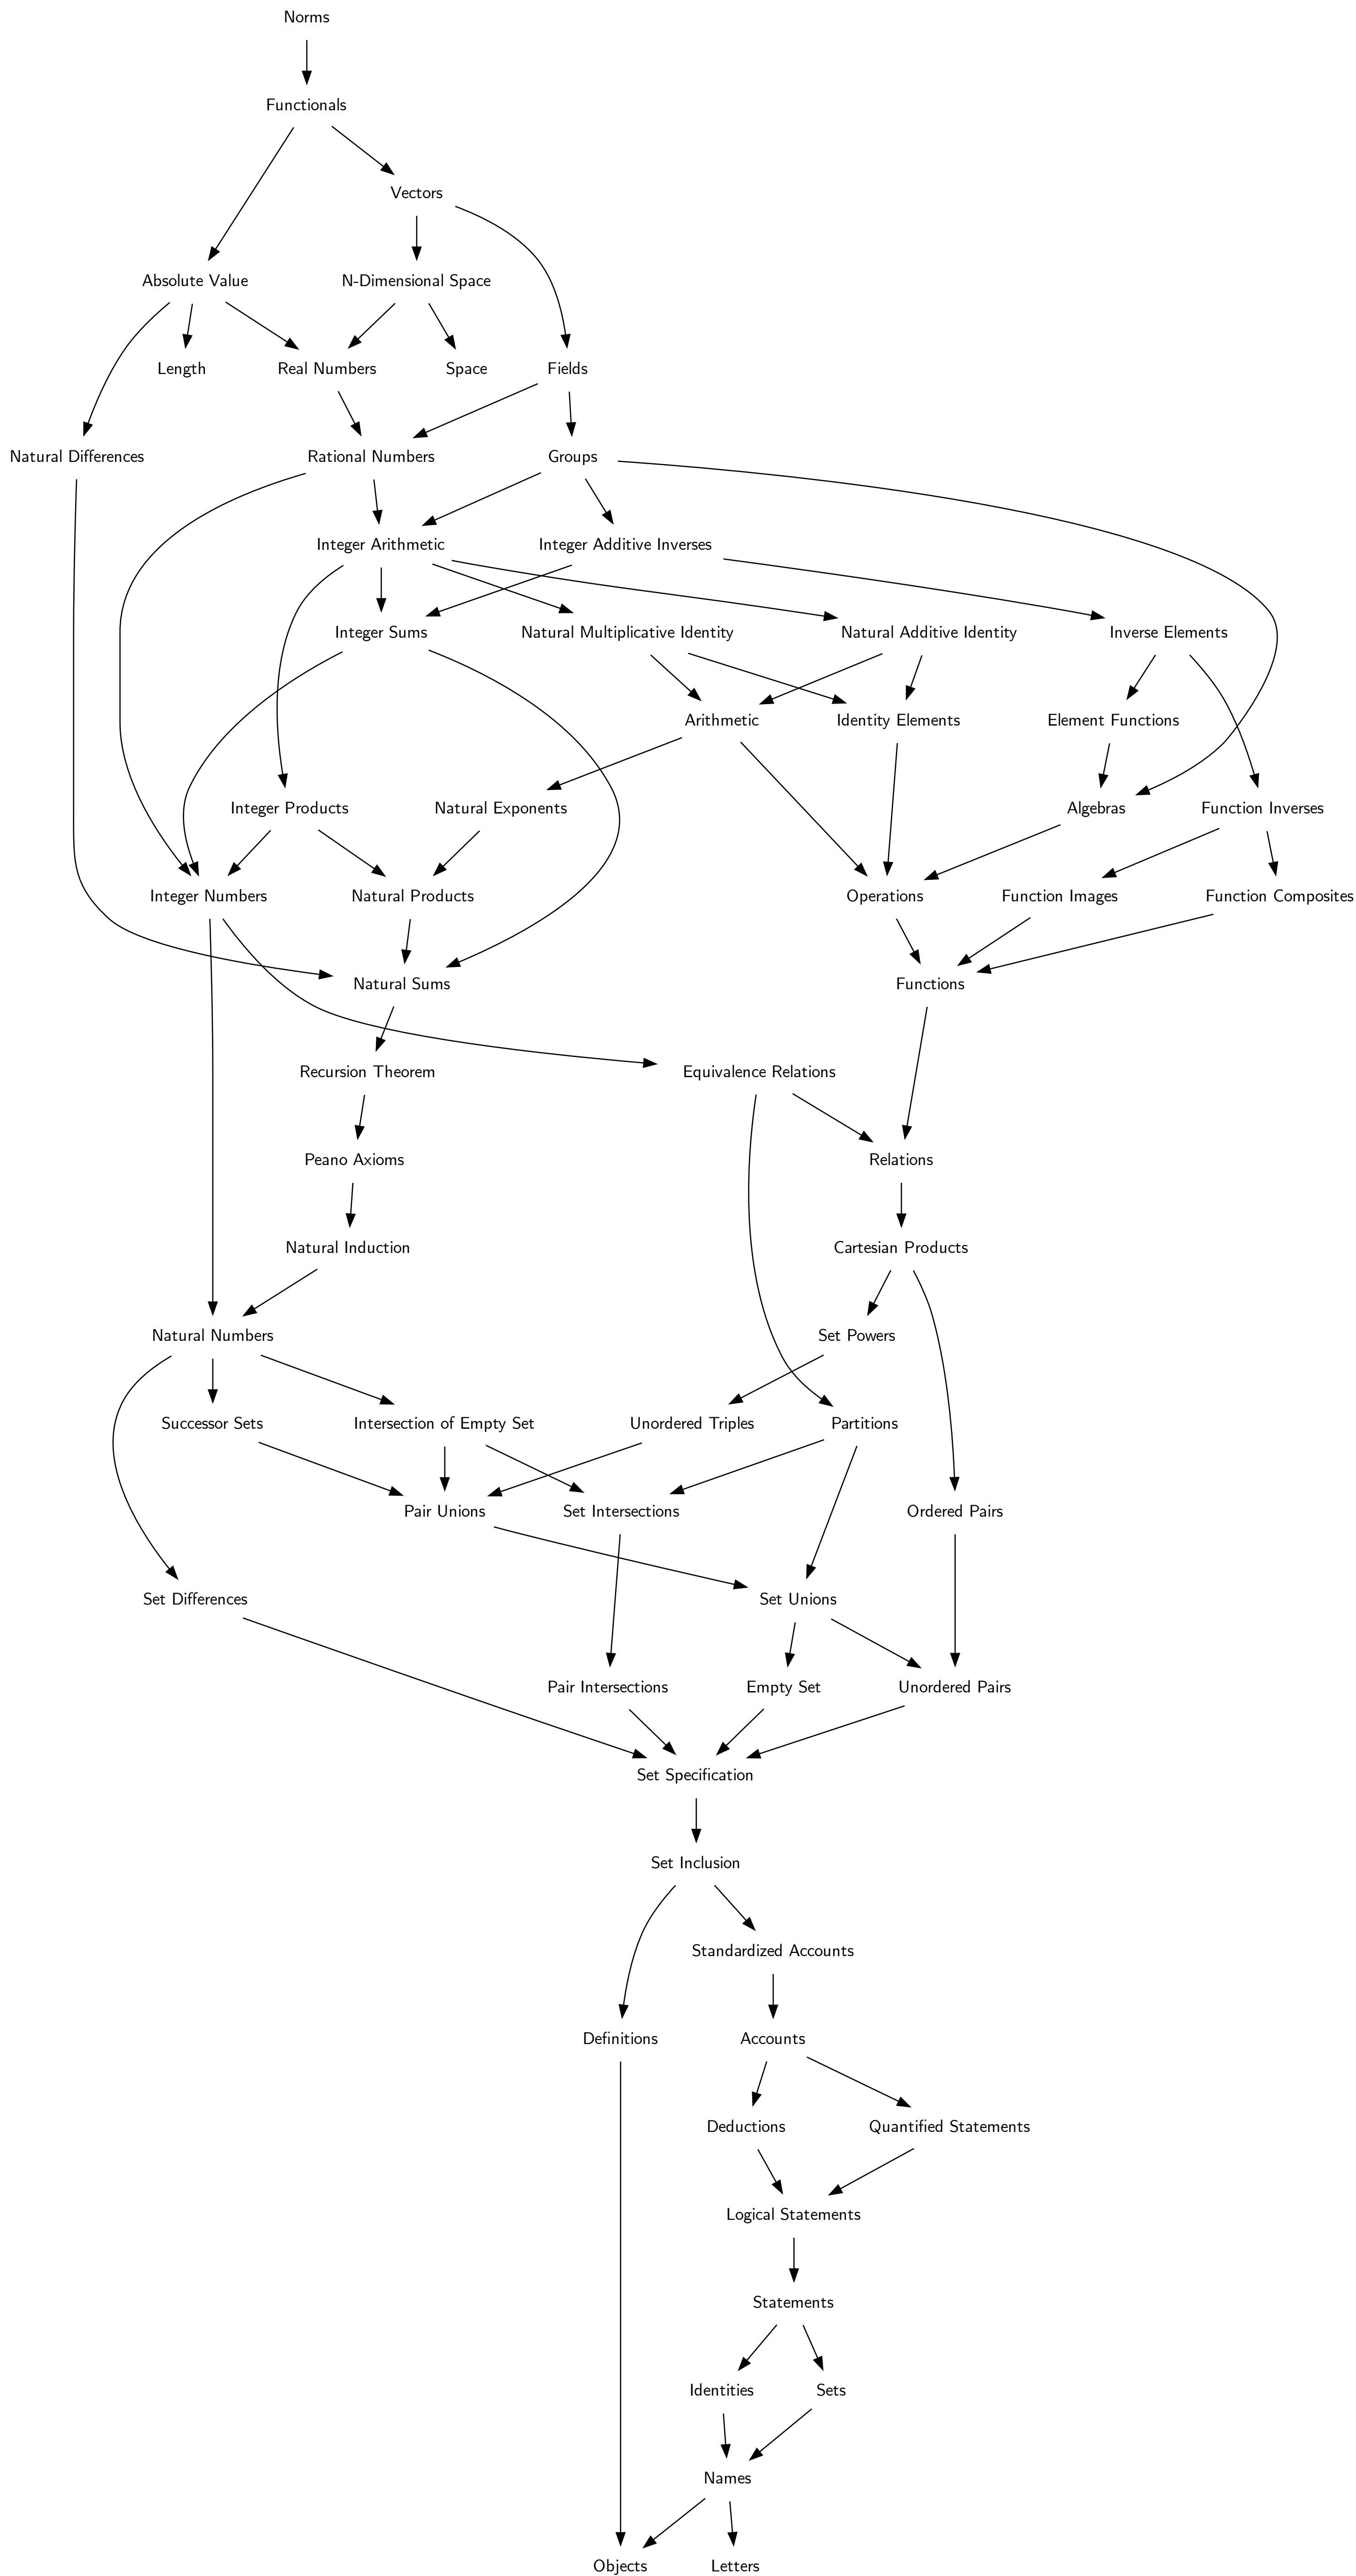 Norms
Functionals
Vectors
Absolute Value
N-Dimensional Space
Length
Real Numbers
Space
Fields
Natural Differences
Rational Numbers
Groups
Integer Arithmetic
Integer Additive Inverses
Integer Sums
Natural Multiplicative Identity
Natural Additive Identity
Inverse Elements
Arithmetic
Identity Elements
Element Functions
Integer Products
Natural Exponents
Algebras
Function Inverses
Integer Numbers
Natural Products
Operations
Function Images
Function Composites
Natural Sums
Functions
Recursion Theorem
Equivalence Relations
Peano Axioms
Relations
Natural Induction
Cartesian Products
Natural Numbers
Set Powers
Successor Sets
Intersection of Empty Set
Unordered Triples
Partitions
Pair Unions
Set Intersections
Ordered Pairs
Set Differences
Set Unions
Pair Intersections
Empty Set
Unordered Pairs
Set Specification
Set Inclusion
Standardized Accounts
Definitions
Accounts
Deductions
Quantified Statements
Logical Statements
Statements
Identities
Sets
Names
Objects
Letters